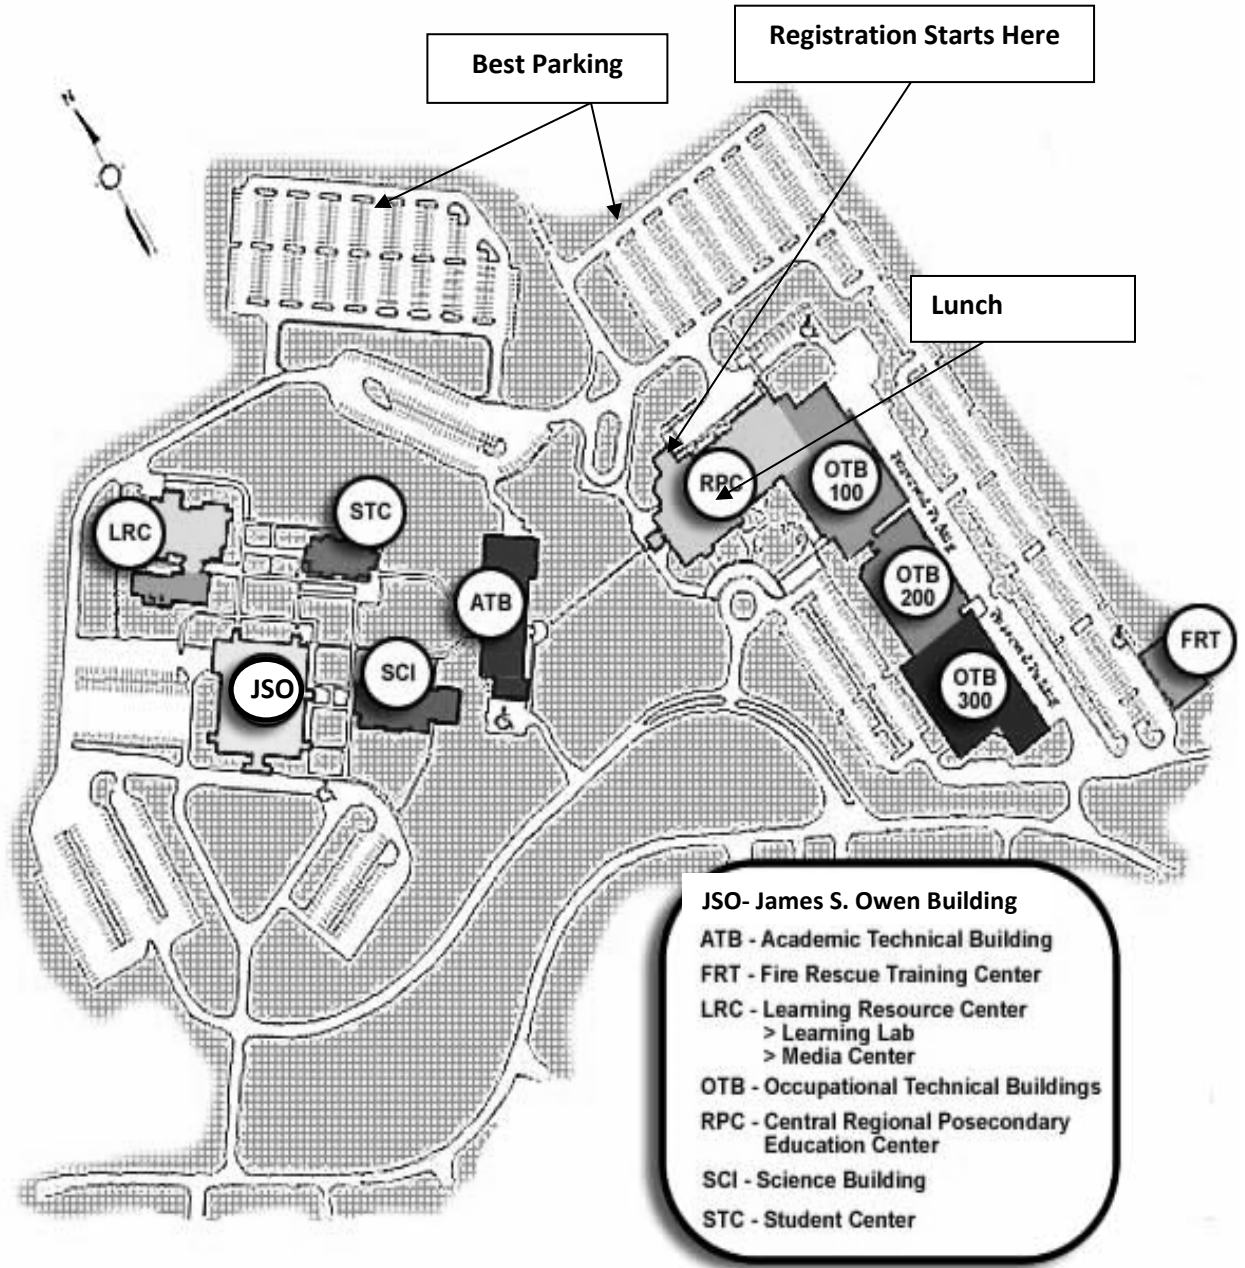 Registration Starts Here
Best Parking
N
Lunch
RPC
OTB
100
STC
LRC
OTB
200
ATB
FRT
SCI
JSO
OTB
300
JSO- James S. Owen Building
ATB - Academic Technical Building
FRT - Fire Rescue Training Center
LRC - Learning Resource Center
> Learning Lab
> Media Center
OTB - Occupational Technical Buildings
RPC - Central Regional Posecondary
Education Center
SCI - Science Building
STC - Student Center